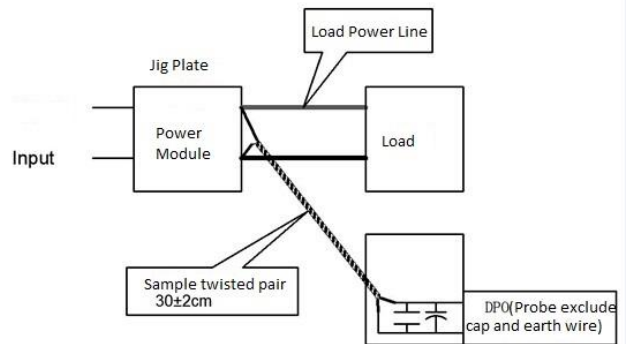 Load Power Line
Jig Plate
Power
Module
Input
Load
Sample twisted pair
30±2cm
DPO(Probe exclude
cap and earth wire)